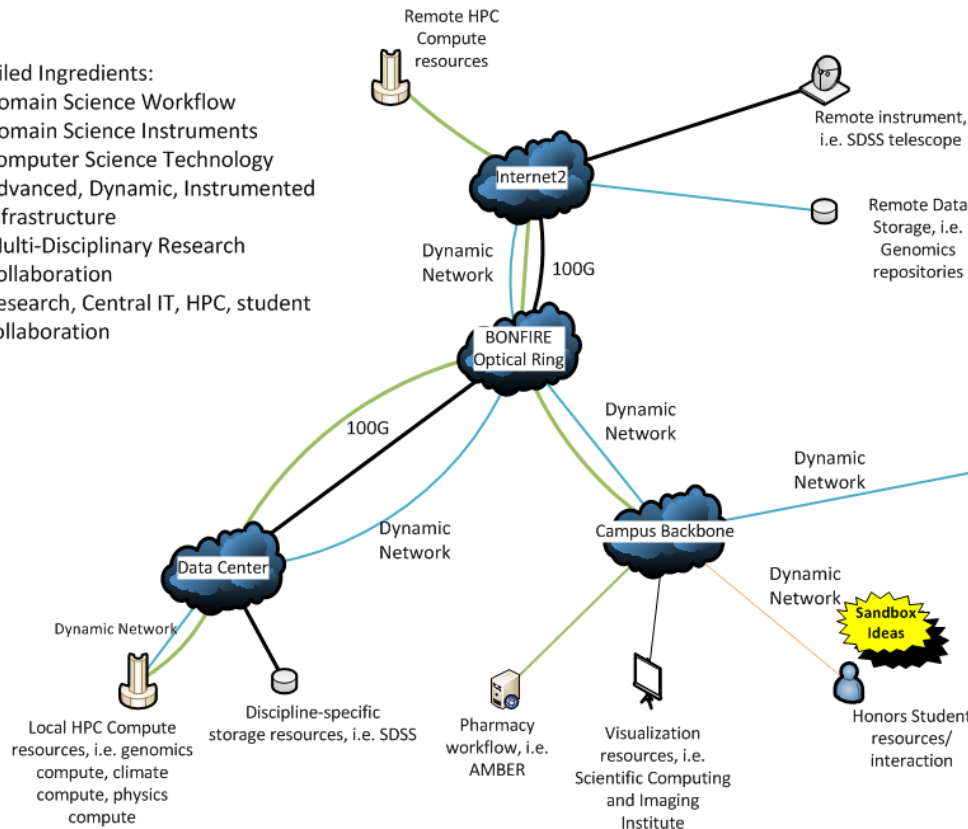 Remote HPC
Compute
resources
iled Ingredients:
omain Science Workflow
omain Science Instruments
omputer Science Technology
dvanced, Dynamic, Instrumented
frastructure
ulti-Disciplinary Research
ollaboration
esearch, Central IT, HPC, student
ollaboration
Remote instrument,
i.e. SDSS telescope
Internet2
Remote Data
Storage, i.e.
Genomics
repositories
Dynamic
Network
100G
BONFIRE
Optical Ring
100G
Dynamic
Network
Dynamic
Network
Dynamic
Network
Campus Backbone
Data Center
Dynamic
Network
Sandbox
Ideas
Dynamic Network
Local HPC Compute
resources, i.e. genomics
compute, climate
compute, physics
compute
Discipline-specific
storage resources, i.e. SDSS
Pharmacy
workflow, i.e.
AMBER
Visualization
resources, i.e.
Scientific Computing
and Imaging
Institute
Honors Student
resources/
interaction